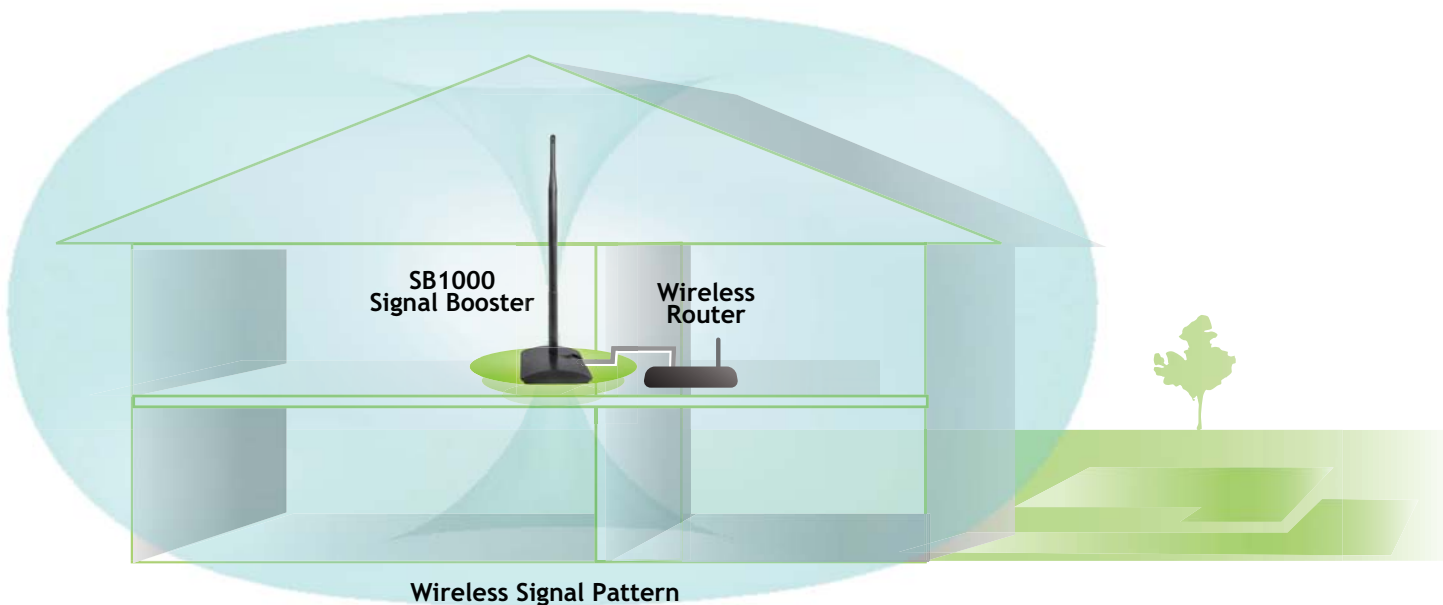 SB1000
Signal Booster
Wireless
Router
Wireless Signal Pattern